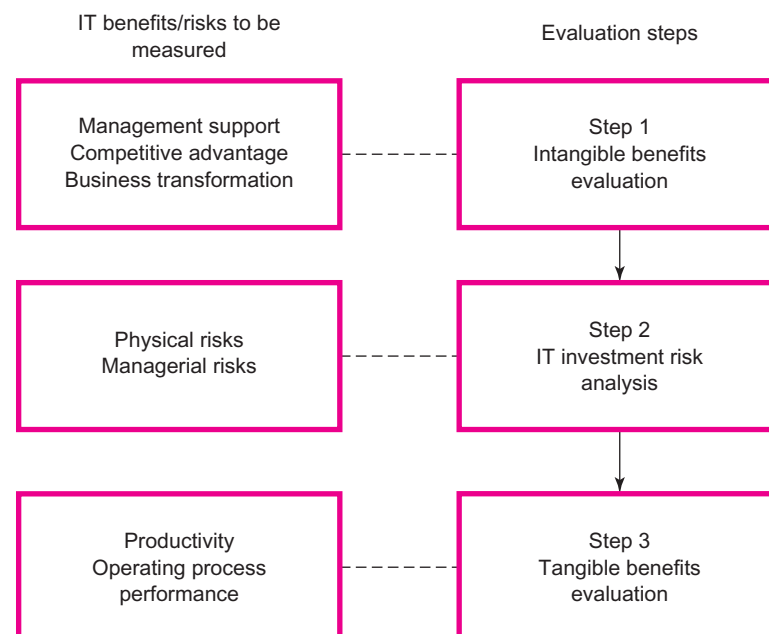 IT benefits/risks to be
measured
Evaluation steps
Management support
Competitive advantage
Business transformation
Step 1
Intangible benefits
evaluation
Physical risks
Managerial risks
Step 2
IT investment risk
analysis
Productivity
Operating process
performance
Step 3
Tangible benefits
evaluation